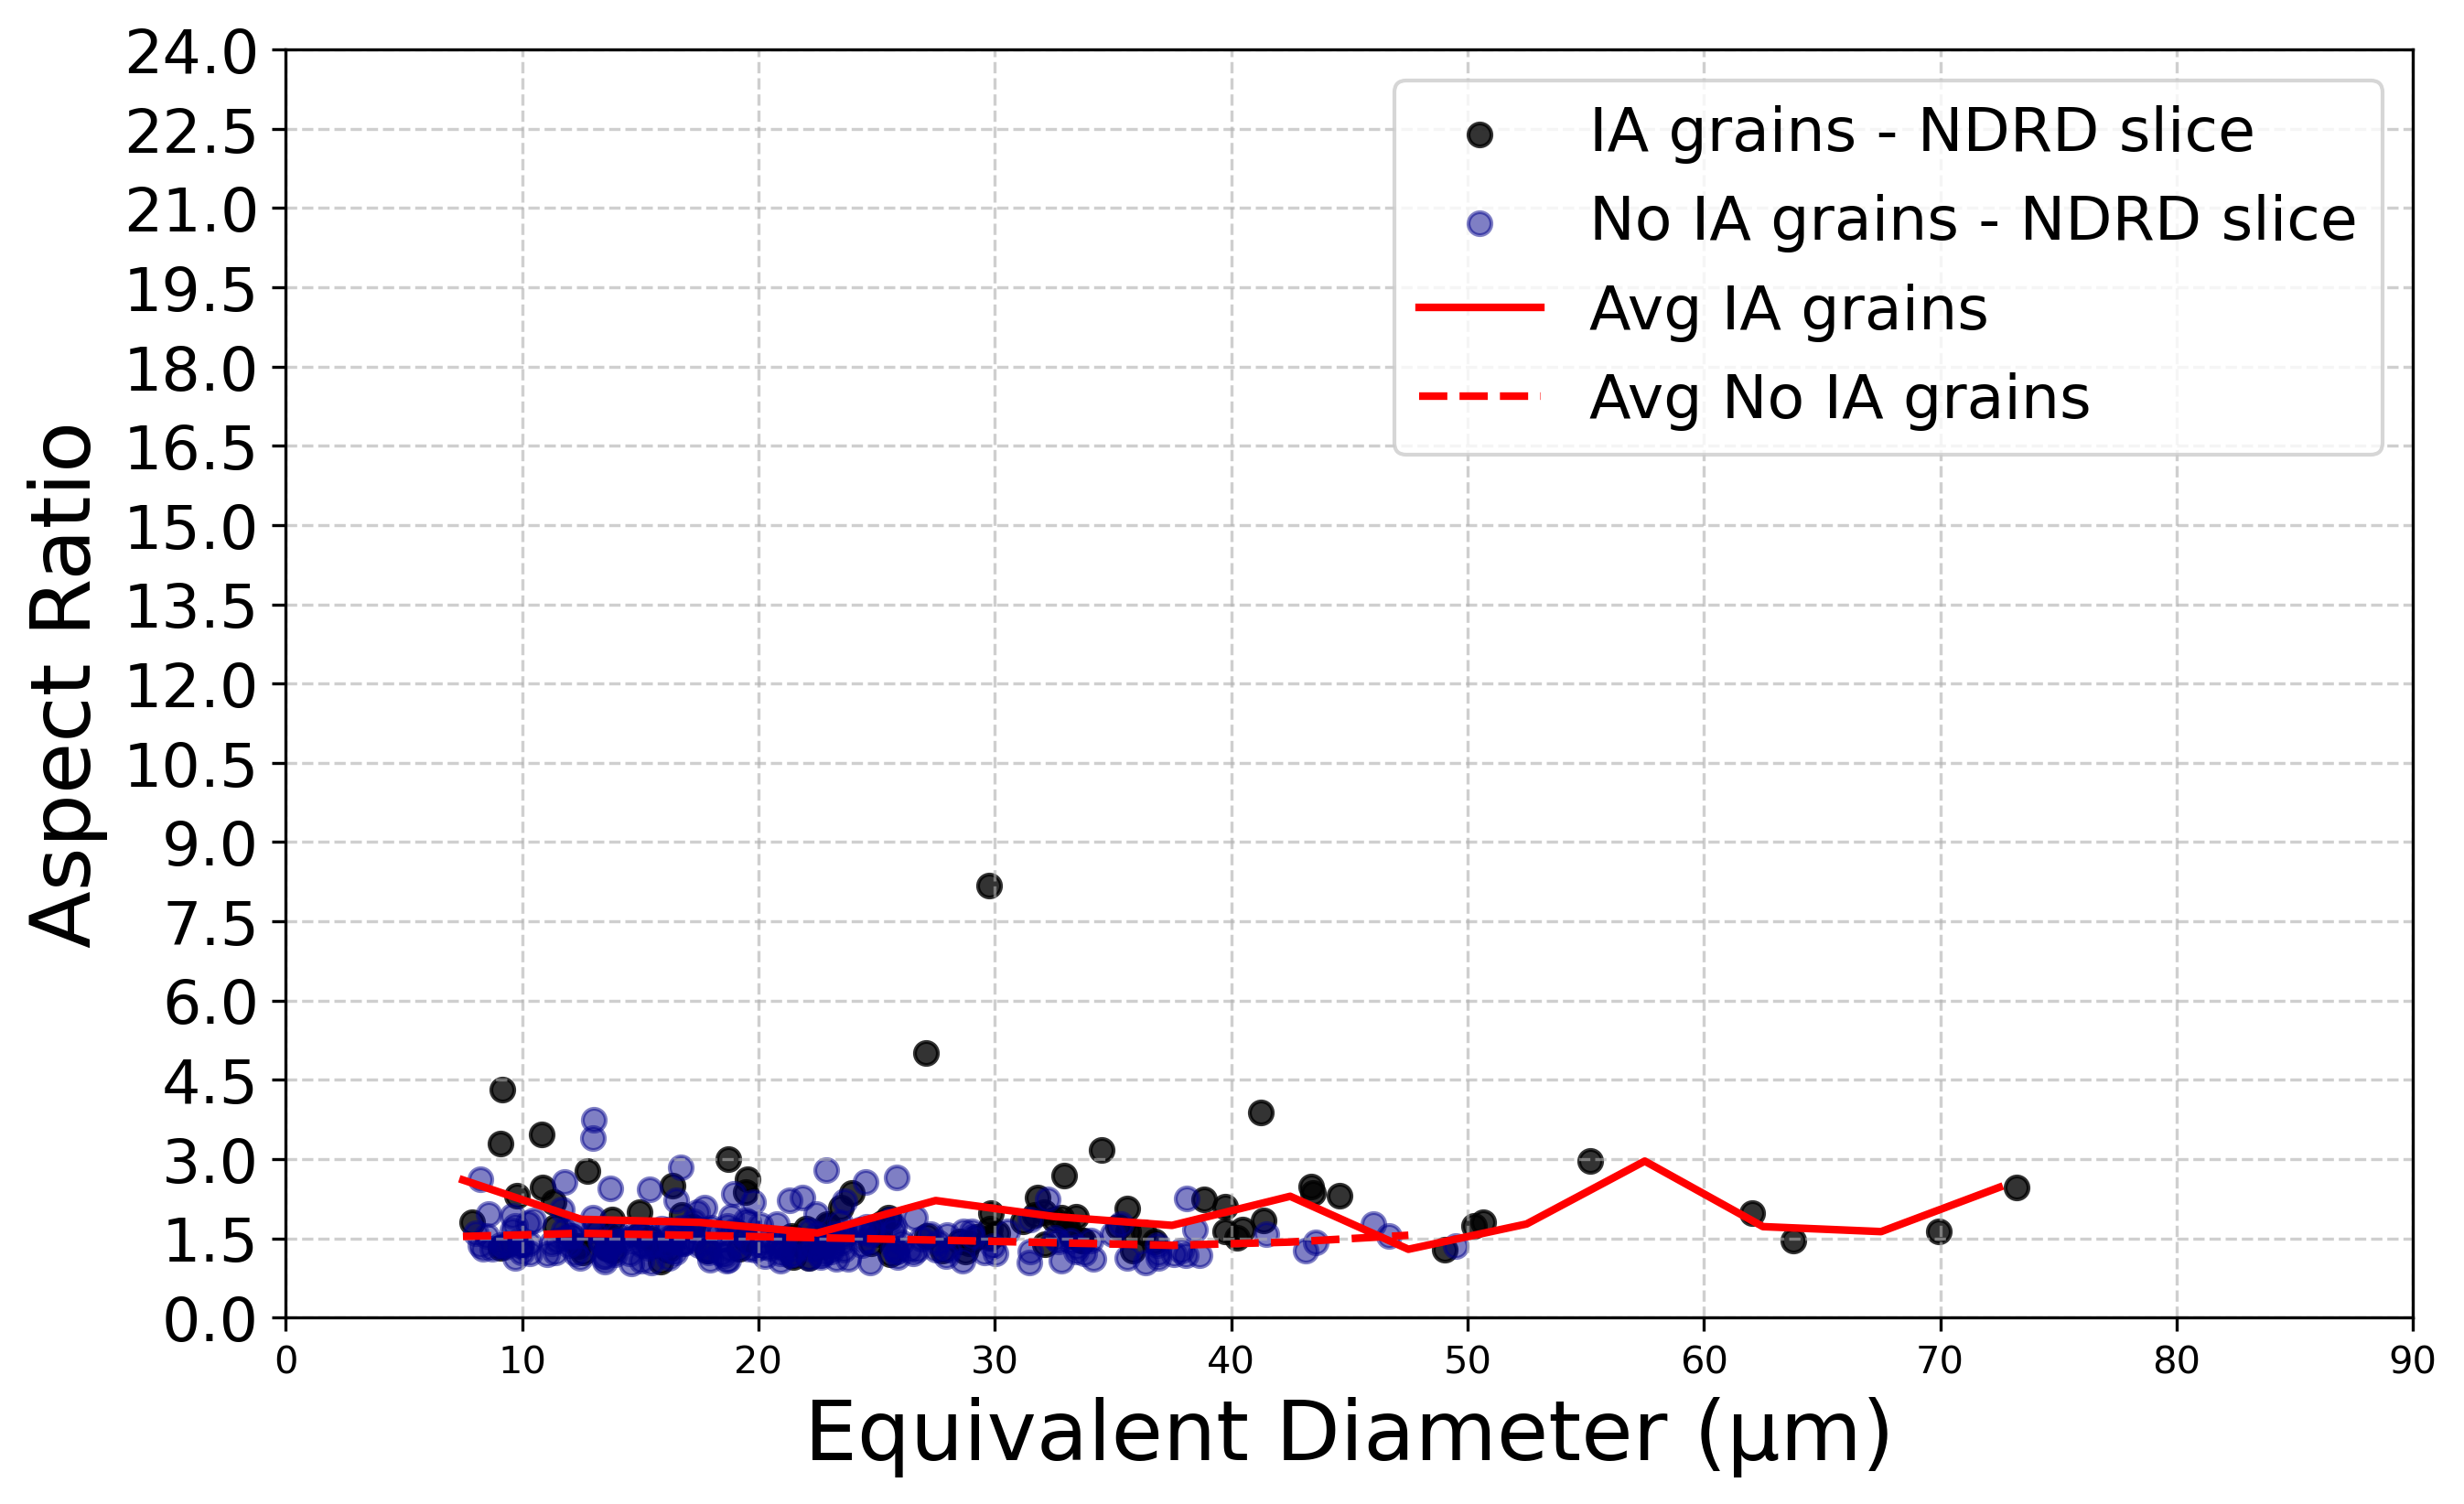 24.0
22.5
21.0
19.5
18.0
16.5
15.0
13.5
12.0
10.5
9.0
7.5
6.0
4.5
3.0
1.5
0.0
Aspect Ratio
IA grains - NDRD slice
No IA grains - NDRD slice
Avg IA grains
Avg No IA grains
0 10 20 30 40 50 60 70 80 90
Equivalent Diameter (μm)